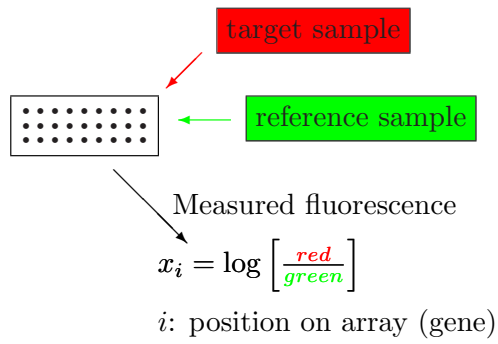 target sample
reference sample
Measured fluorescence
x_i = log [red/green]
i: position on array (gene)